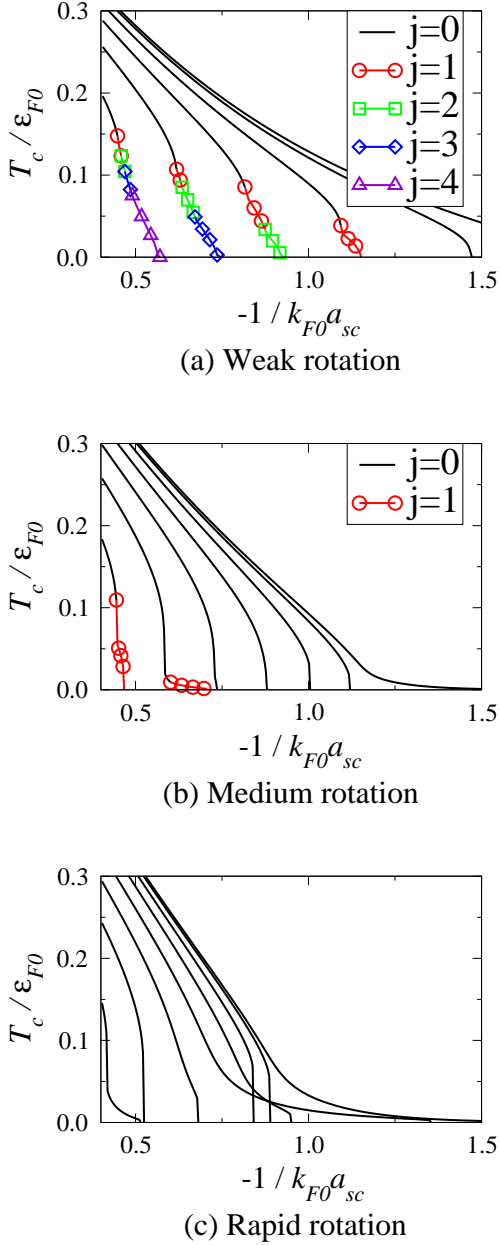 0.3
0.2
0.1
0.0
T_c / ε_F0
j=0
j=1
j=2
j=3
j=4
0.5 1.0 1.5
-1 / k_F0 a_sc
(a) Weak rotation
0.3
0.2
0.1
0.0
T_c / ε_F0
j=0
j=1
0.5 1.0 1.5
-1 / k_F0 a_sc
(b) Medium rotation
0.3
0.2
0.1
0.0
T_c / ε_F0
0.5 1.0 1.5
-1 / k_F0 a_sc
(c) Rapid rotation